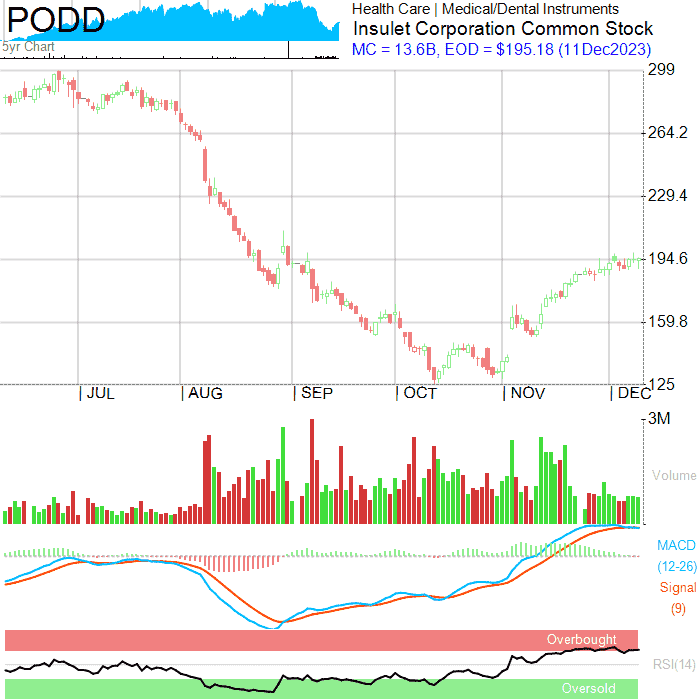 PODD
5yr Chart
Health Care | Medical/Dental Instruments
Insulet Corporation Common Stock
MC = 13.6B, EOD = $195.18 (11Dec2023)
299
264.2
229.4
194.6
159.8
125
JUL AUG SEP OCT NOV DEC
3M
Volume
MACD
(12-26)
Signal
(9)
Overbought
RSI(14)
Oversold